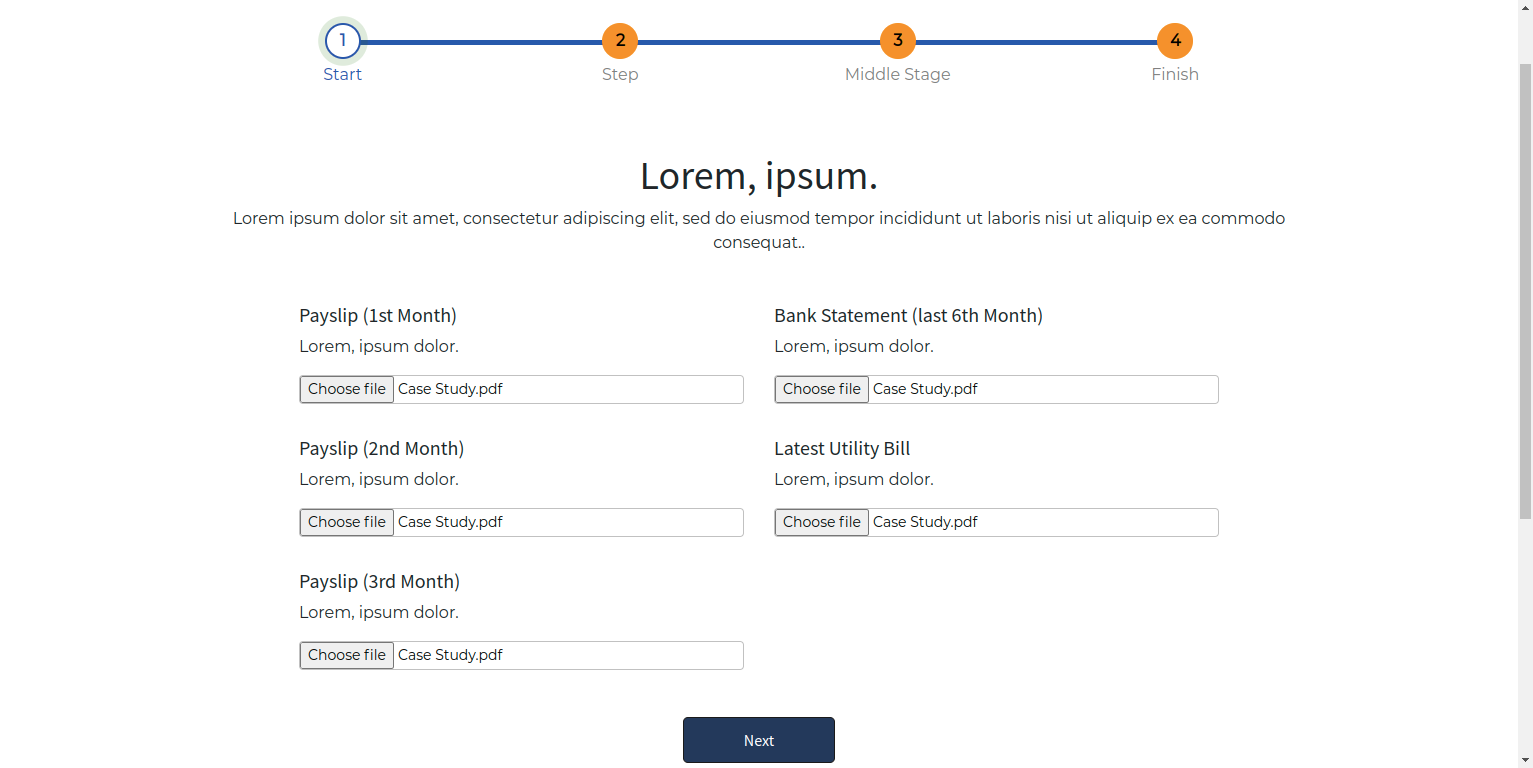 1 2 3 4
Start Step Middle Stage Finish
Lorem, ipsum.
Lorem ipsum dolor sit amet, consectetur adipiscing elit, sed do eiusmod tempor incididunt ut laboris nisi ut aliquip ex ea commodo
consequat..
Payslip (1st Month)
Lorem, ipsum dolor.
Choose file Case Study.pdf
Bank Statement (last 6th Month)
Lorem, ipsum dolor.
Choose file Case Study.pdf
Payslip (2nd Month)
Lorem, ipsum dolor.
Choose file Case Study.pdf
Latest Utility Bill
Lorem, ipsum dolor.
Choose file Case Study.pdf
Payslip (3rd Month)
Lorem, ipsum dolor.
Choose file Case Study.pdf
Next